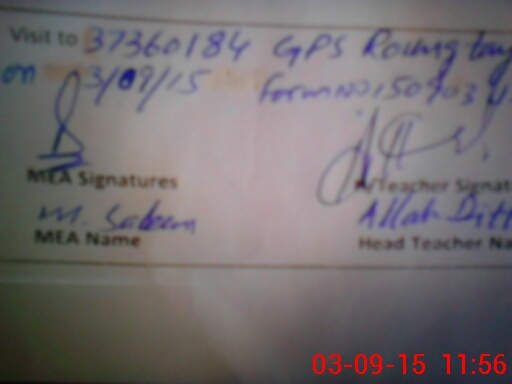 Visit to 37360184 GPS
on 3/09/15 Form No 150903
MEA Signatures Teacher Signat
M. Saleem Allah Ditt
MEA Name Head Teacher Na
03-09-15 11:56